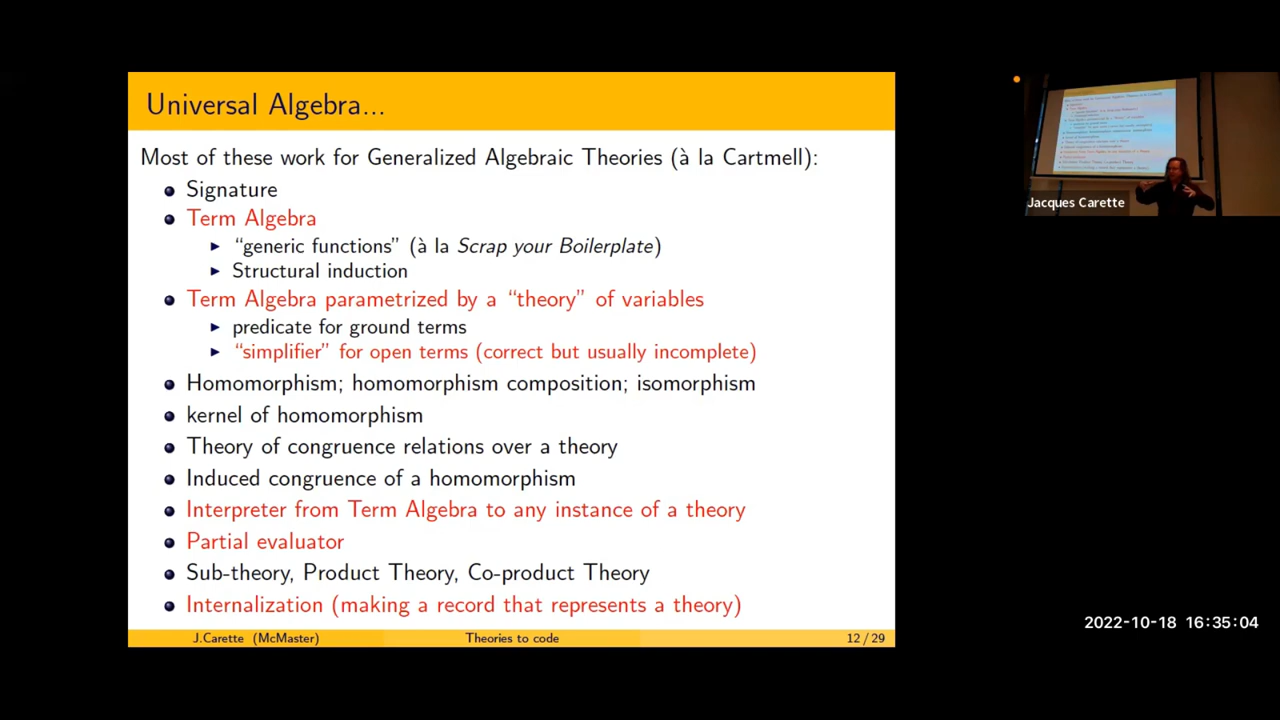 Universal Algebra...
Most of these work for Generalized Algebraic Theories (à la Cartmell):
Signature
Term Algebra
"generic functions" (à la Scrap your Boilerplate)
Structural induction
Term Algebra parametrized by a "theory" of variables
predicate for ground terms
"simplifier" for open terms (correct but usually incomplete)
Homomorphism; homomorphism composition; isomorphism
kernel of homomorphism
Theory of congruence relations over a theory
Induced congruence of a homomorphism
Interpreter from Term Algebra to any instance of a theory
Partial evaluator
Sub-theory, Product Theory, Co-product Theory
Internalization (making a record that represents a theory)
J.Carette (McMaster) Theories to code 12 / 29
Jacques Carette
2022-10-18 16:35:04